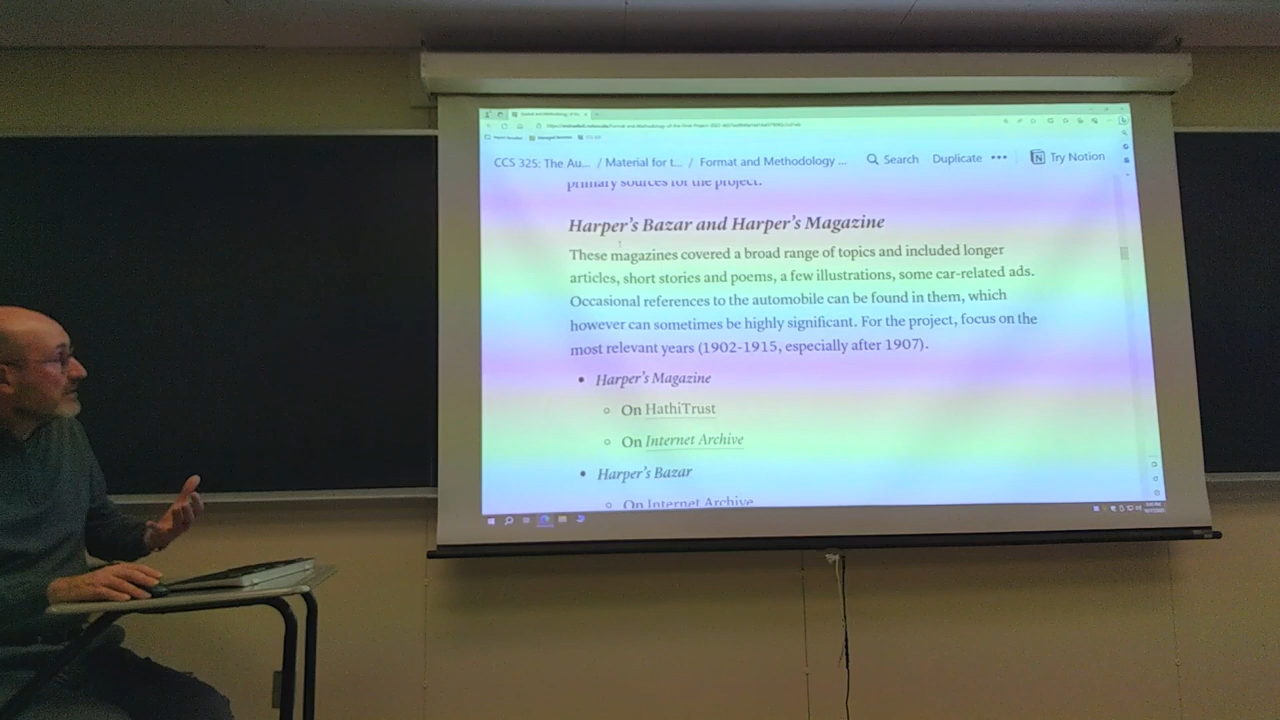 CCS 325: The Au... / Material for t... / Format and Methodology ... Search Duplicate ••• Try Notion
primary sources for the project.
Harper's Bazar and Harper's Magazine
These magazines covered a broad range of topics and included longer
articles, short stories and poems, a few illustrations, some car-related ads.
Occasional references to the automobile can be found in them, which
however can sometimes be highly significant. For the project, focus on the
most relevant years (1902-1915, especially after 1907).
• Harper's Magazine
○ On HathiTrust
○ On Internet Archive
• Harper's Bazar
○ On Internet Archive